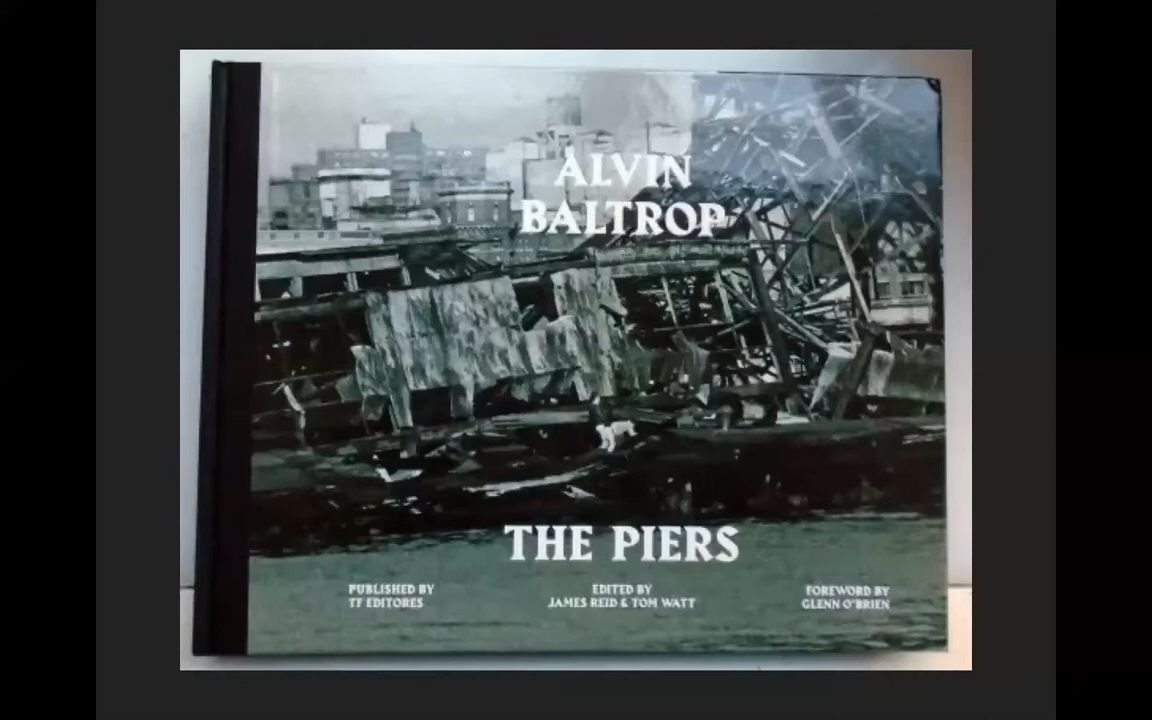 ALVIN
BALTROP
THE PIERS
PUBLISHED BY
TF EDITORES
EDITED BY
JAMES REID & TOM WATT
FOREWORD BY
GLENN O'BRIEN